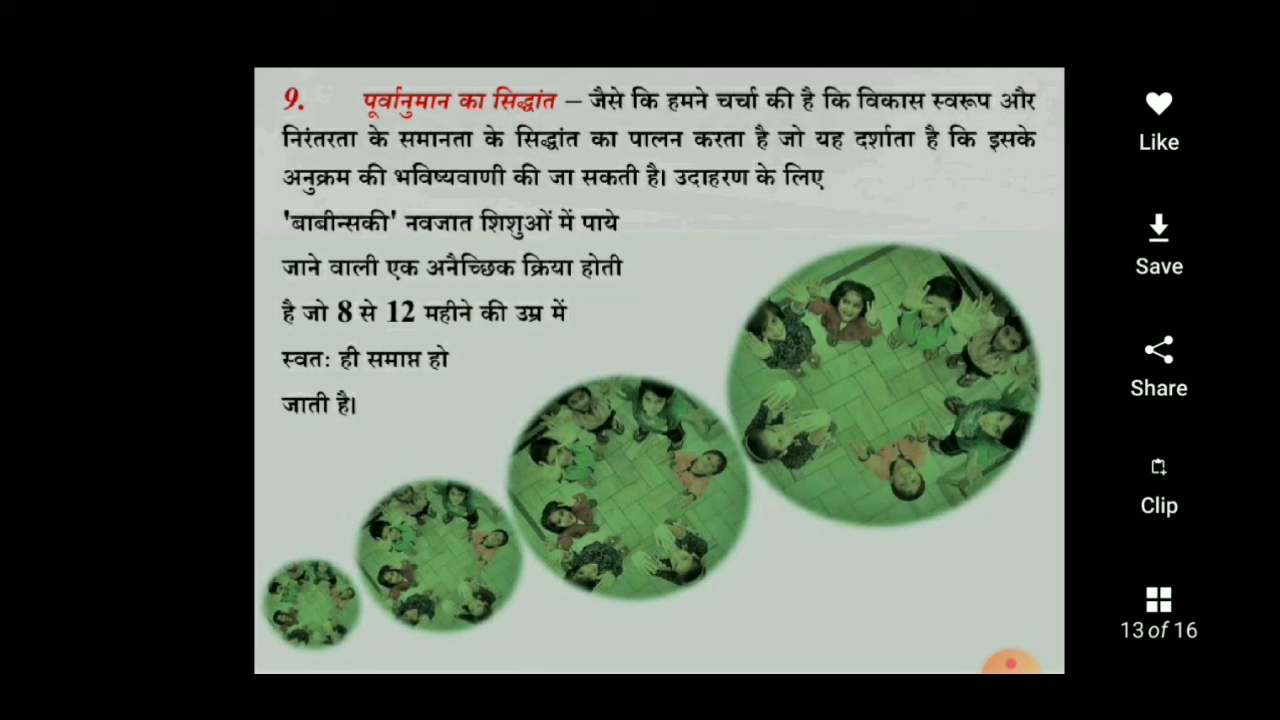 9. पूर्वानुमान का सिद्धांत – जैसे कि हमने चर्चा की है कि विकास स्वरूप और
निरंतरता के समानता के सिद्धांत का पालन करता है जो यह दर्शाता है कि इसके
अनुक्रम की भविष्यवाणी की जा सकती है। उदाहरण के लिए
'बाबीन्सकी' नवजात शिशुओं में पाये
जाने वाली एक अनैच्छिक क्रिया होती
है जो 8 से 12 महीने की उम्र में
स्वतः ही समाप्त हो
जाती है।
Like
Save
Share
Clip
13 of 16